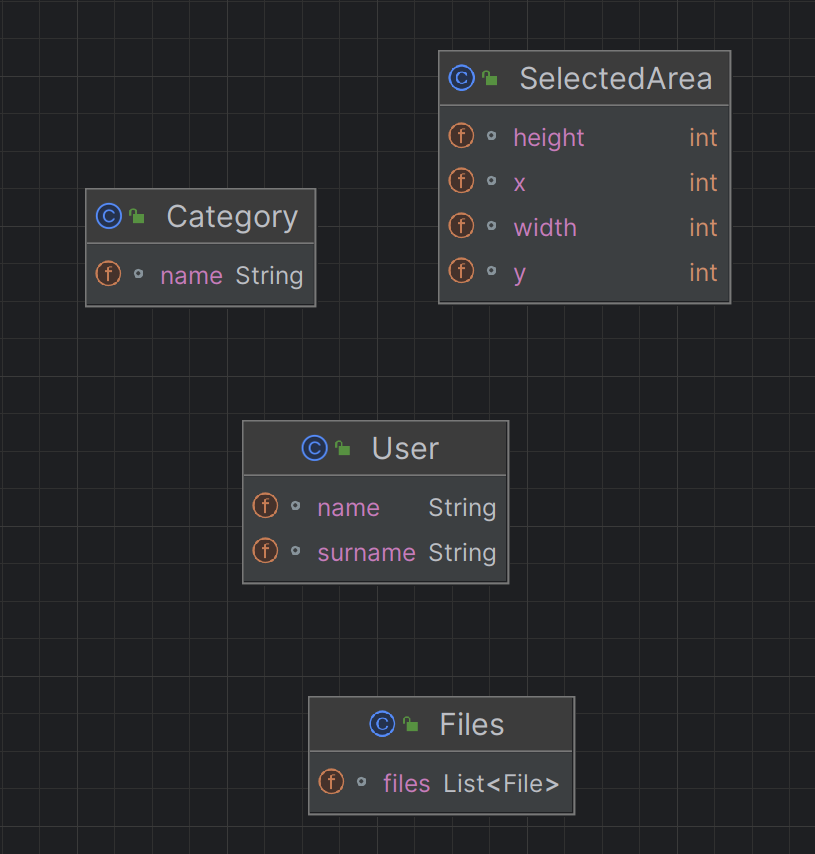 SelectedArea
height int
x int
width int
y int
Category
name String
User
name String
surname String
Files
files List<File>